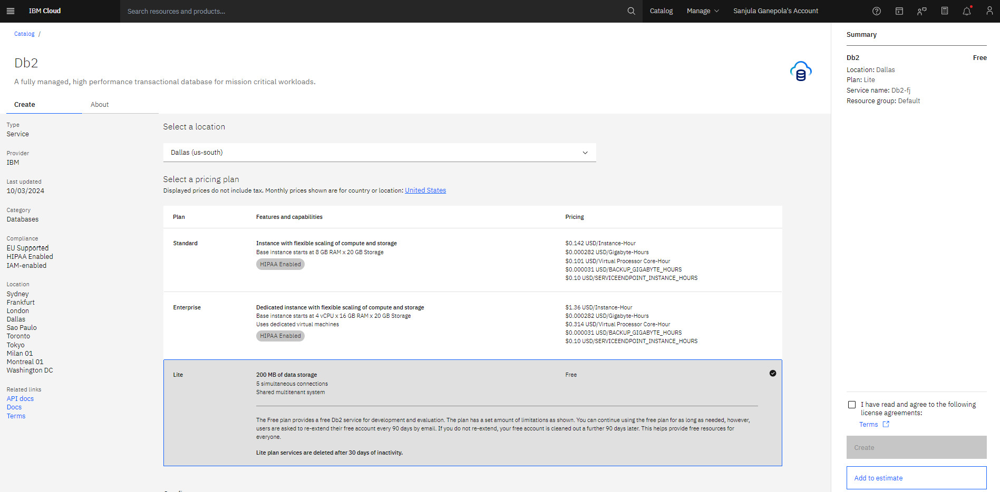 IBM Cloud
Search resources and products...
Catalog
Manage
Sanjula Ganepola's Account
Catalog /
Db2
A fully managed, high performance transactional database for mission critical workloads.
Create
About
Type
Service
Provider
IBM
Last updated
10/03/2024
Category
Databases
Compliance
EU Supported
HIPAA Enabled
IAM-enabled
Location
Sydney
Frankfurt
London
Dallas
Sao Paulo
Toronto
Tokyo
Milan 01
Montreal 01
Washington DC
Related links
API docs
Docs
Terms
Select a location
Dallas (us-south)
Select a pricing plan
Displayed prices do not include tax. Monthly prices shown are for country or location: United States
Plan
Features and capabilities
Pricing
Standard
Instance with flexible scaling of compute and storage
Base instance starts at 8 GB RAM x 20 GB Storage
HIPAA Enabled
$0.142 USD/Instance-Hour
$0.000282 USD/Gigabyte-Hours
$0.101 USD/Virtual Processor Core-Hour
$0.000031 USD/BACKUP_GIGABYTE_HOURS
$0.10 USD/SERVICEENDPOINT_INSTANCE_HOURS
Enterprise
Dedicated instance with flexible scaling of compute and storage
Base instance starts at 4 vCPU x 16 GB RAM x 20 GB Storage
Uses dedicated virtual machines
HIPAA Enabled
$1.36 USD/Instance-Hour
$0.000282 USD/Gigabyte-Hours
$0.314 USD/Virtual Processor Core-Hour
$0.000031 USD/BACKUP_GIGABYTE_HOURS
$0.10 USD/SERVICEENDPOINT_INSTANCE_HOURS
Lite
200 MB of data storage
5 simultaneous connections
Shared multitenant system
Free
The Free plan provides a free Db2 service for development and evaluation. The plan has a set amount of limitations as shown. You can continue using the free plan for as long as needed, however,
users are asked to re-extend their free account every 90 days by email. If you do not re-extend, your free account is cleaned out a further 90 days later. This helps provide free resources for
everyone.
Lite plan services are deleted after 30 days of inactivity.
Summary
Db2
Free
Location: Dallas
Plan: Lite
Service name: Db2-fj
Resource group: Default
I have read and agree to the following
license agreements:
Terms
Create
Add to estimate